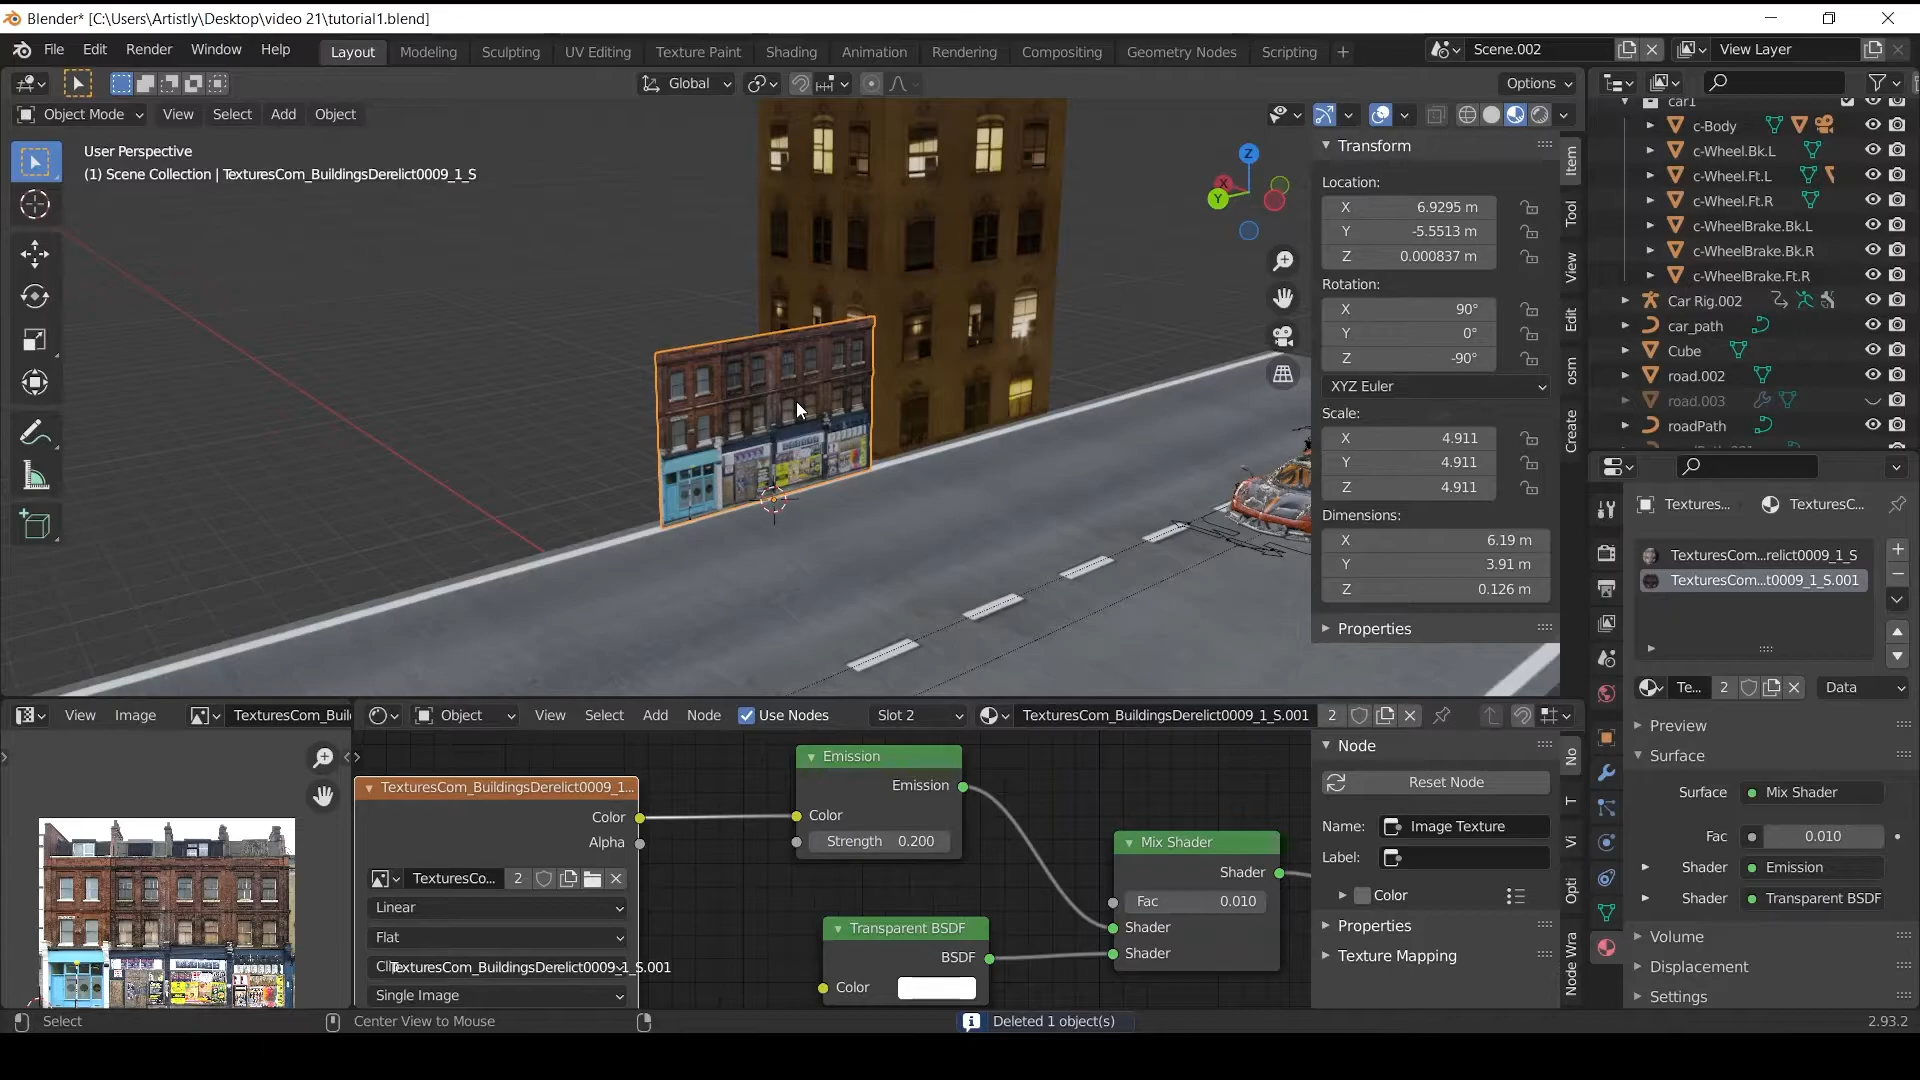 Blender* [C:\Users\Artistly\Desktop\video 21\tutorial1.blend]
File Edit Render Window Help
Layout Modeling Sculpting UV Editing Texture Paint Shading Animation Rendering Compositing Geometry Nodes Scripting +
Scene.002 View Layer
Global Options
Object Mode View Select Add Object
User Perspective
(1) Scene Collection | TexturesCom_BuildingsDerelict0009_1_S
Z
X
Y
Transform
Location:
X 6.9295 m
Y -5.5513 m
Z 0.000837 m
Rotation:
X 90°
Y 0°
Z -90°
XYZ Euler
Scale:
X 4.911
Y 4.911
Z 4.911
Dimensions:
X 6.19 m
Y 3.91 m
Z 0.126 m
Properties
Item
Tool
View
Edit
osm
Create
car1
c-Body
c-Wheel.Bk.L
c-Wheel.Ft.L
c-Wheel.Ft.R
c-WheelBrake.Bk.L
c-WheelBrake.Bk.R
c-WheelBrake.Ft.R
Car Rig.002
car_path
Cube
road.002
road.003
roadPath
Textures... TexturesC...
TexturesCom...relict0009_1_S
TexturesCom...t0009_1_S.001
Te... 2 Data
Preview
Surface
Surface Mix Shader
Fac 0.010
Shader Emission
Shader Transparent BSDF
Volume
Displacement
Settings
View Image TexturesCom_Buil
Object View Select Add Node Use Nodes Slot 2 TexturesCom_BuildingsDerelict0009_1_S.001 2
TexturesCom_BuildingsDerelict0009_1...
Color
Alpha
TexturesCo... 2
Linear
Flat
TexturesCom_BuildingsDerelict0009_1_S.001
Single Image
Emission
Emission
Color
Strength 0.200
Transparent BSDF
BSDF
Color
Mix Shader
Shader
Fac 0.010
Shader
Shader
Node
Reset Node
Name: Image Texture
Label:
Color
Properties
Texture Mapping
No
T
Vi
Opti
Node Wra
Select Center View to Mouse Deleted 1 object(s) 2.93.2